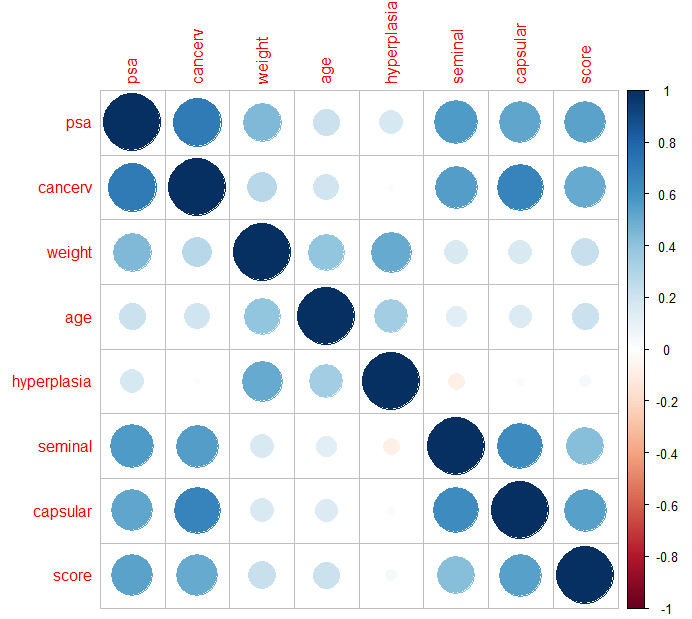 psa
cancerv
weight
age
hyperplasia
seminal
capsular
score
psa
cancerv
weight
age
hyperplasia
seminal
capsular
score
1
0.8
0.6
0.4
0.2
0
-0.2
-0.4
-0.6
-0.8
-1